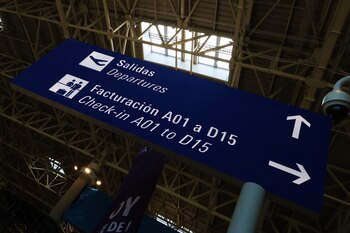 Salidas
Departures
Facturación A01 a D15
Check-in A01 to D15